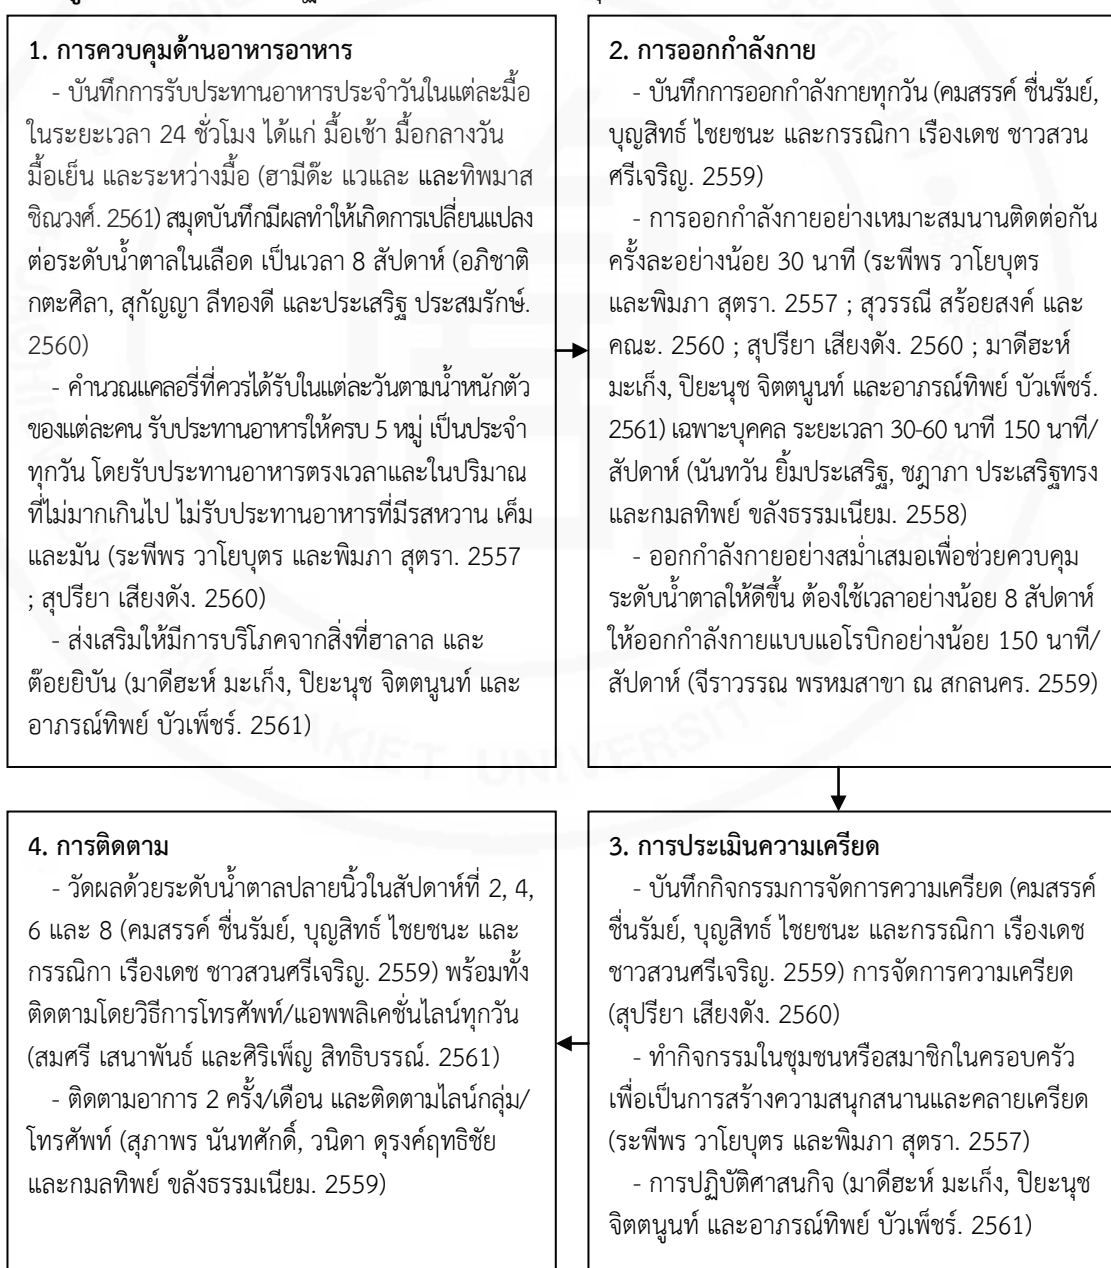 1. การควบคุมด้านอาหารอาหาร
- บันทึกการรับประทานอาหารประจำวันในแต่ละมื้อ
ในระยะเวลา 24 ชั่วโมง ได้แก่ มื้อเช้า มื้อกลางวัน
มื้อเย็น และระหว่างมื้อ (ฮามีด๊ะ แวและ และทิพมาส
ชิณวงศ์. 2561) สมุดบันทึกมีผลทำให้เกิดการเปลี่ยนแปลง
ต่อระดับน้ำตาลในเลือด เป็นเวลา 8 สัปดาห์ (อภิชาติ
กตะศิลา, สุกัญญา ลีทองดี และประเสริฐ ประสมรักษ์.
2560)
- คำนวณแคลอรี่ที่ควรได้รับในแต่ละวันตามน้ำหนักตัว
ของแต่ละคน รับประทานอาหารให้ครบ 5 หมู่ เป็นประจำ
ทุกวัน โดยรับประทานอาหารตรงเวลาและในปริมาณ
ที่ไม่มากเกินไป ไม่รับประทานอาหารที่มีรสหวาน เค็ม
และมัน (ระพีพร วาโยบุตร และพิมภา สุตรา. 2557
; สุปรียา เสียงดัง. 2560)
- ส่งเสริมให้มีการบริโภคจากสิ่งที่ฮาลาล และ
ต๊อยยิบัน (มาดีฮะห์ มะเก็ง, ปิยะนุช จิตตนูนท์ และ
อาภรณ์ทิพย์ บัวเพ็ชร์. 2561)
2. การออกกำลังกาย
- บันทึกการออกกำลังกายทุกวัน (คมสรรค์ ชื่นรัมย์,
บุญสิทธ์ ไชยชนะ และกรรณิกา เรืองเดช ชาวสวน
ศรีเจริญ. 2559)
- การออกกำลังกายอย่างเหมาะสมนานติดต่อกัน
ครั้งละอย่างน้อย 30 นาที (ระพีพร วาโยบุตร
และพิมภา สุตรา. 2557 ; สุวรรณี สร้อยสงค์ และ
คณะ. 2560 ; สุปรียา เสียงดัง. 2560 ; มาดีฮะห์
มะเก็ง, ปิยะนุช จิตตนูนท์ และอาภรณ์ทิพย์ บัวเพ็ชร์.
2561) เฉพาะบุคคล ระยะเวลา 30-60 นาที 150 นาที/
สัปดาห์ (นันทวัน ยิ้มประเสริฐ, ชฎาภา ประเสริฐทรง
และกมลทิพย์ ขลังธรรมเนียม. 2558)
- ออกกำลังกายอย่างสม่ำเสมอเพื่อช่วยควบคุม
ระดับน้ำตาลให้ดีขึ้น ต้องใช้เวลาอย่างน้อย 8 สัปดาห์
ให้ออกกำลังกายแบบแอโรบิกอย่างน้อย 150 นาที/
สัปดาห์ (จีราวรรณ พรหมสาขา ณ สกลนคร. 2559)
3. การประเมินความเครียด
- บันทึกกิจกรรมการจัดการความเครียด (คมสรรค์
ชื่นรัมย์, บุญสิทธ์ ไชยชนะ และกรรณิกา เรืองเดช
ชาวสวนศรีเจริญ. 2559) การจัดการความเครียด
(สุปรียา เสียงดัง. 2560)
- ทำกิจกรรมในชุมชนหรือสมาชิกในครอบครัว
เพื่อเป็นการสร้างความสนุกสนานและคลายเครียด
(ระพีพร วาโยบุตร และพิมภา สุตรา. 2557)
- การปฏิบัติศาสนกิจ (มาดีฮะห์ มะเก็ง, ปิยะนุช
จิตตนูนท์ และอาภรณ์ทิพย์ บัวเพ็ชร์. 2561)
4. การติดตาม
- วัดผลด้วยระดับน้ำตาลปลายนิ้วในสัปดาห์ที่ 2, 4,
6 และ 8 (คมสรรค์ ชื่นรัมย์, บุญสิทธ์ ไชยชนะ และ
กรรณิกา เรืองเดช ชาวสวนศรีเจริญ. 2559) พร้อมทั้ง
ติดตามโดยวิธีการโทรศัพท์/แอพพลิเคชั่นไลน์ทุกวัน
(สมศรี เสนาพันธ์ และศิริเพ็ญ สิทธิบรรณ์. 2561)
- ติดตามอาการ 2 ครั้ง/เดือน และติดตามไลน์กลุ่ม/
โทรศัพท์ (สุภาพร นันทศักดิ์, วนิดา ดุรงค์ฤทธิชัย
และกมลทิพย์ ขลังธรรมเนียม. 2559)